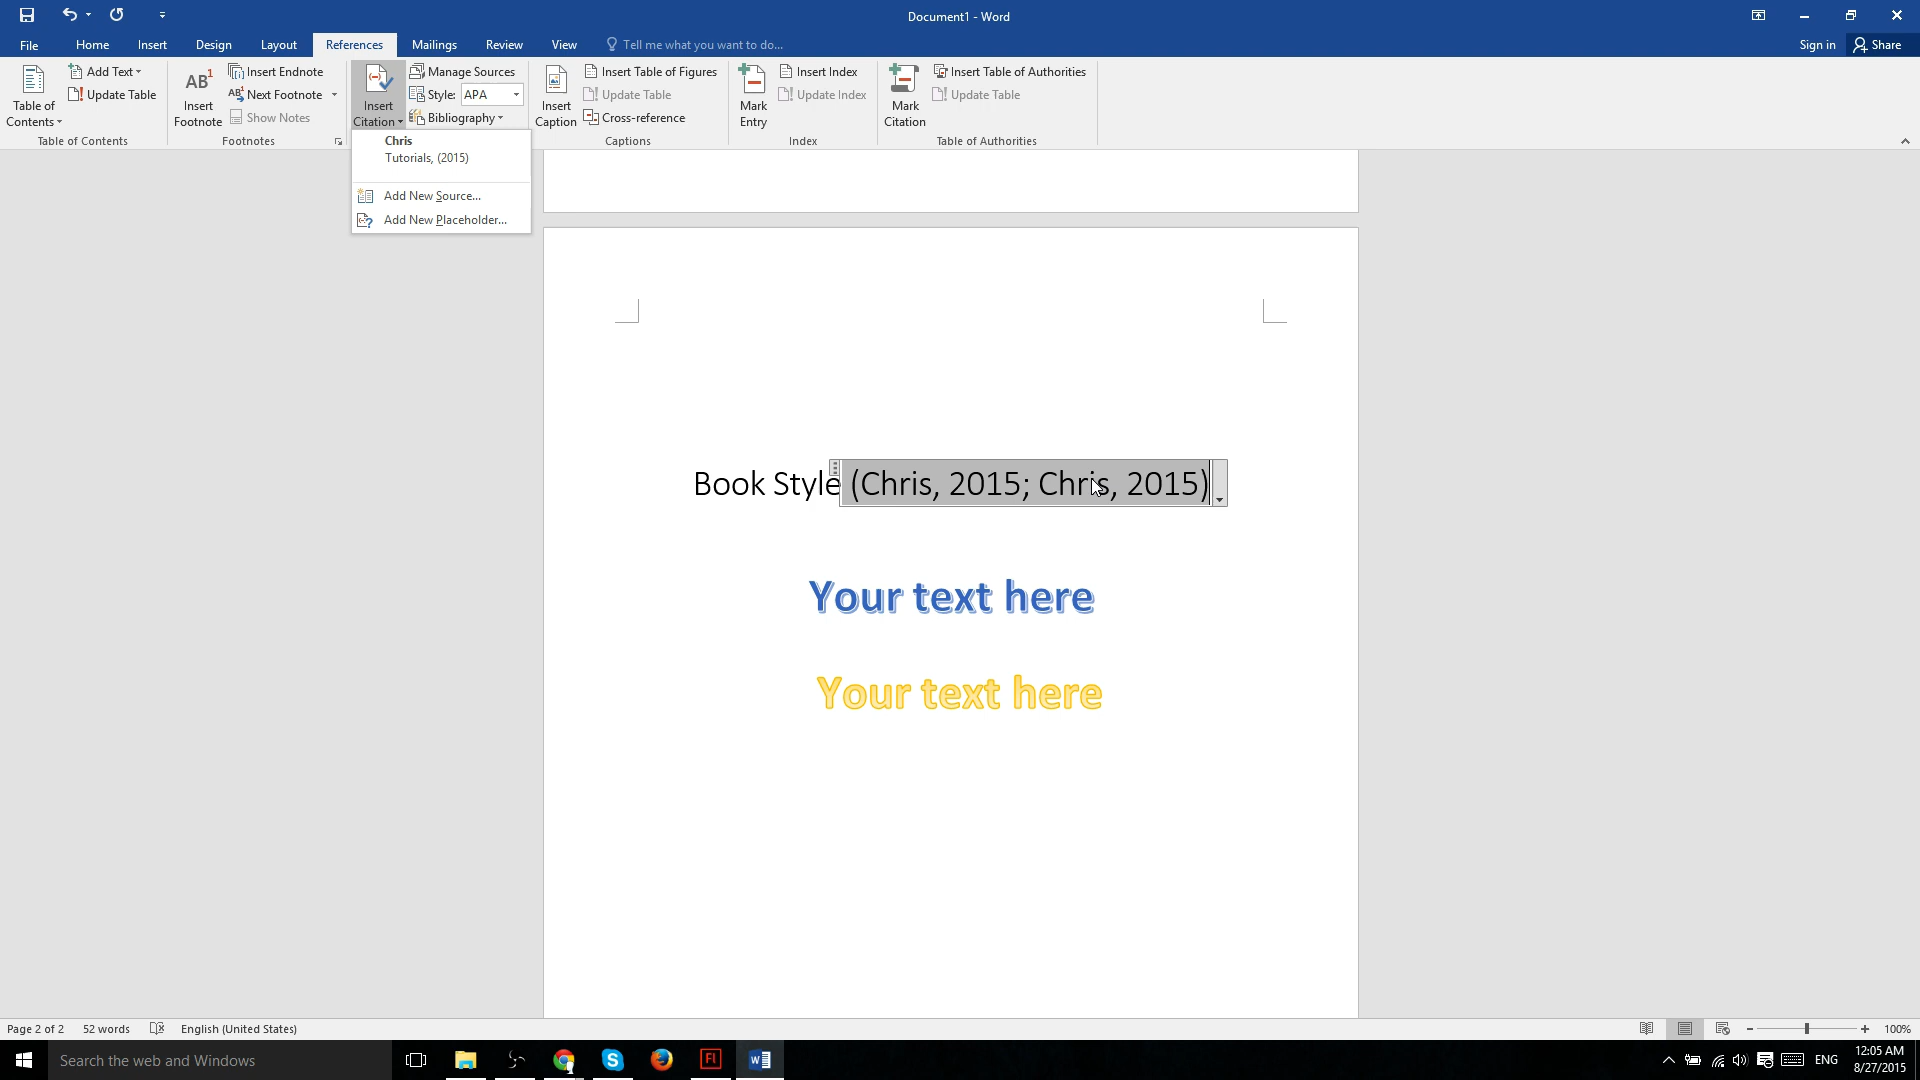 Document1 - Word
File Home Insert Design Layout References Mailings Review View Tell me what you want to do... Sign in Share
Table of Contents
Add Text
Update Table
Table of Contents
AB1 Insert Footnote
Insert Endnote
AB1 Next Footnote
Show Notes
Footnotes
Insert Citation
Manage Sources
Style: APA
Bibliography
Insert Caption
Insert Table of Figures
Update Table
Cross-reference
Captions
Mark Entry
Insert Index
Update Index
Index
Mark Citation
Insert Table of Authorities
Update Table
Table of Authorities
Chris
Tutorials, (2015)
Add New Source...
Add New Placeholder...
Book Style (Chris, 2015; Chris, 2015)
Your text here
Your text here
Page 2 of 2 52 words English (United States) 100%
Search the web and Windows
Fl
ENG
12:05 AM
8/27/2015